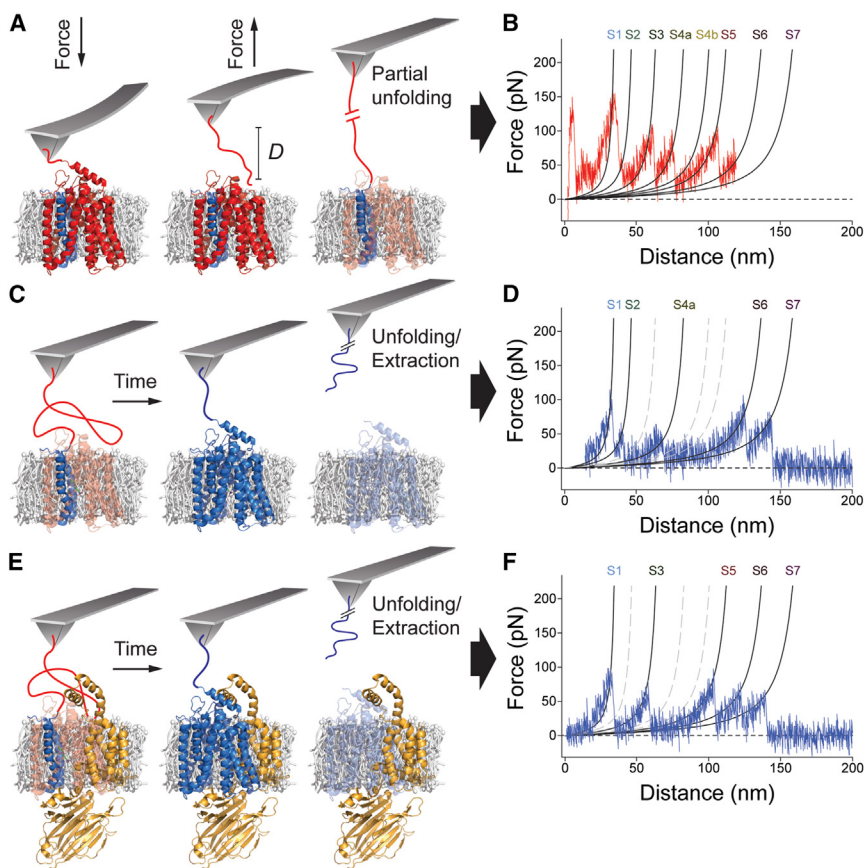 A
Force
Force
D
Partial
unfolding
B
S1 S2 S3 S4a S4b S5 S6 S7
Force (pN)
200
150
100
50
0
0 50 100 150 200
Distance (nm)
C
Time
Unfolding/
Extraction
D
S1 S2 S4a S6 S7
Force (pN)
200
150
100
50
0
0 50 100 150 200
Distance (nm)
E
Time
Unfolding/
Extraction
F
S1 S3 S5 S6 S7
Force (pN)
200
150
100
50
0
0 50 100 150 200
Distance (nm)